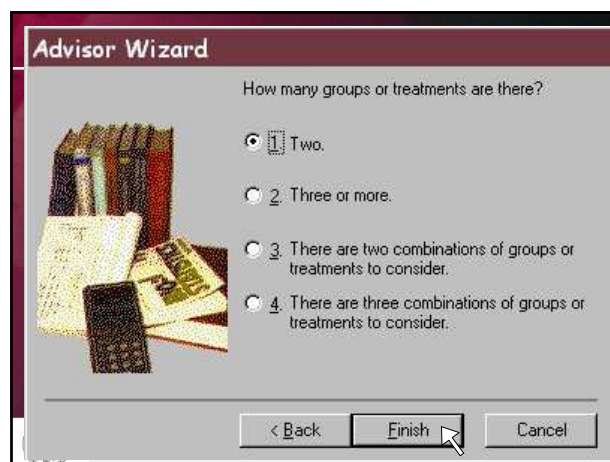 Advisor Wizard
How many groups or treatments are there?
1. Two.
2. Three or more.
3. There are two combinations of groups or
treatments to consider.
4. There are three combinations of groups or
treatments to consider.
< Back
Finish
Cancel